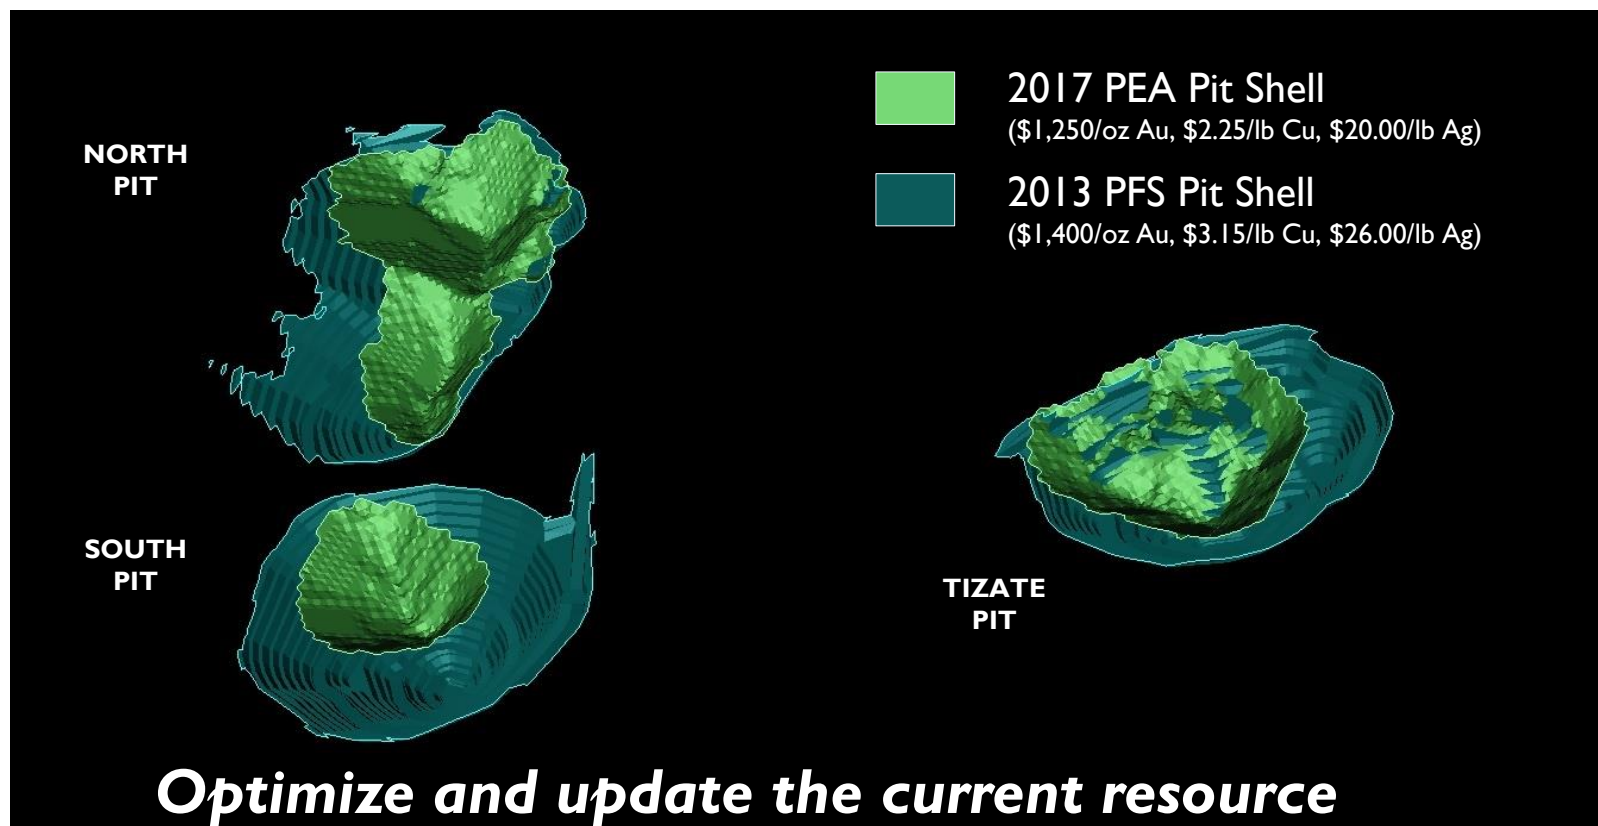 2017 PEA Pit Shell
($1,250/oz Au, $2.25/lb Cu, $20.00/lb Ag)
2013 PFS Pit Shell
($1,400/oz Au, $3.15/lb Cu, $26.00/lb Ag)
NORTH
PIT
SOUTH
PIT
TIZATE
PIT
Optimize and update the current resource